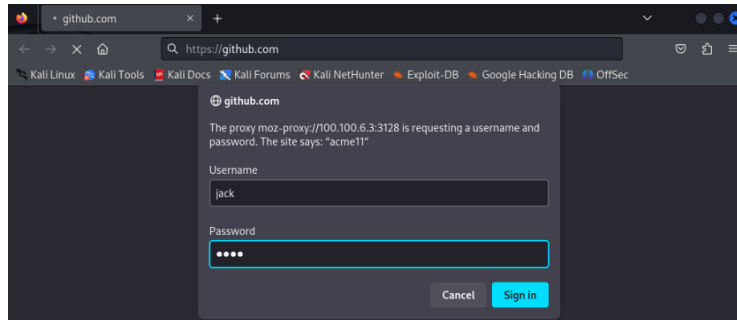 github.com
https://github.com
Kali Linux Kali Tools Kali Docs Kali Forums Kali NetHunter Exploit-DB Google Hacking DB OffSec
github.com
The proxy moz-proxy://100.100.6.3:3128 is requesting a username and
password. The site says: “acme11”
Username
jack
Password
••••
Cancel Sign in